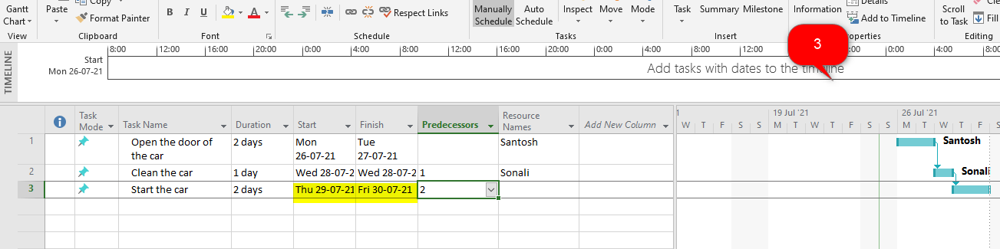 Gantt Chart
View
Paste
Copy
Format Painter
Clipboard
B I U A
Font
Respect Links
Schedule
Manually Schedule
Auto Schedule
Inspect
Move
Mode
Tasks
Task
Summary
Milestone
Insert
Information
Details
Add to Timeline
Properties
Scroll to Task
Fill
Editing
3
TIMELINE
Start
Mon 26-07-21
8:00 12:00 16:00 20:00 0:00 4:00 8:00 12:00 16:00 20:00 0:00 4:00 8:00 12:00 0:00 4:00 8:00
Add tasks with dates to the timeline
Task Mode
Task Name
Duration
Start
Finish
Predecessors
Resource Names
Add New Column
1 19 Jul '21 26 Jul '21
W T F S S M T W T F S S M T W T F S
1 Open the door of the car 2 days Mon 26-07-21 Tue 27-07-21 Santosh
2 Clean the car 1 day Wed 28-07-2 Wed 28-07-2 1 Sonali
3 Start the car 2 days Thu 29-07-21 Fri 30-07-21 2
Santosh
Sonali